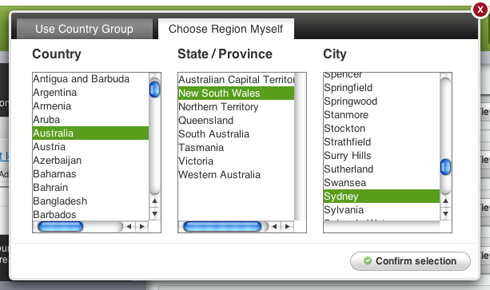 Use Country Group
Choose Region Myself
X
Country
State / Province
City
Antigua and Barbuda
Argentina
Armenia
Aruba
Australia
Austria
Azerbaijan
Bahamas
Bahrain
Bangladesh
Barbados
Australian Capital Territor
New South Wales
Northern Territory
Queensland
South Australia
Tasmania
Victoria
Western Australia
Spencer
Springfield
Springwood
Stanmore
Stockton
Strathfield
Surry Hills
Sutherland
Swansea
Sydney
Sylvania
Confirm selection